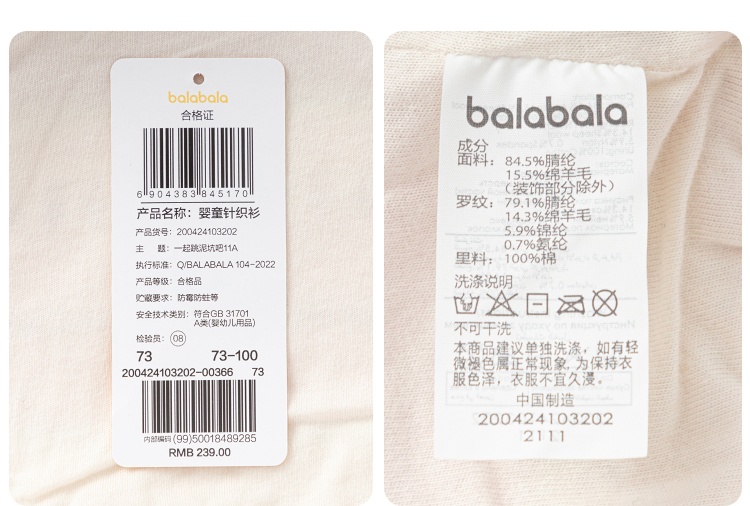 balabala
合格证
6 904383 845170
产品名称：婴童针织衫
产品货号：200424103202
主 题：一起跳泥坑吧11A
执行标准：Q/BALABALA 104-2022
产品等级：合格品
贮藏要求：防霉防蛀等
安全技术类别：符合GB 31701
A类(婴幼儿用品)
检验员：08
73 73-100
200424103202-00366 73
内部编码 (99)50018489285
RMB 239.00
balabala
成分
面料：84.5%腈纶
15.5%绵羊毛
（装饰部分除外）
罗纹：79.1%腈纶
14.3%绵羊毛
5.9%锦纶
0.7%氨纶
里料：100%棉
洗涤说明
不可干洗
本商品建议单独洗涤，如有轻
微褪色属正常现象，为保持衣
服色泽，衣服不宜久浸。
中国制造
200424103202
2111